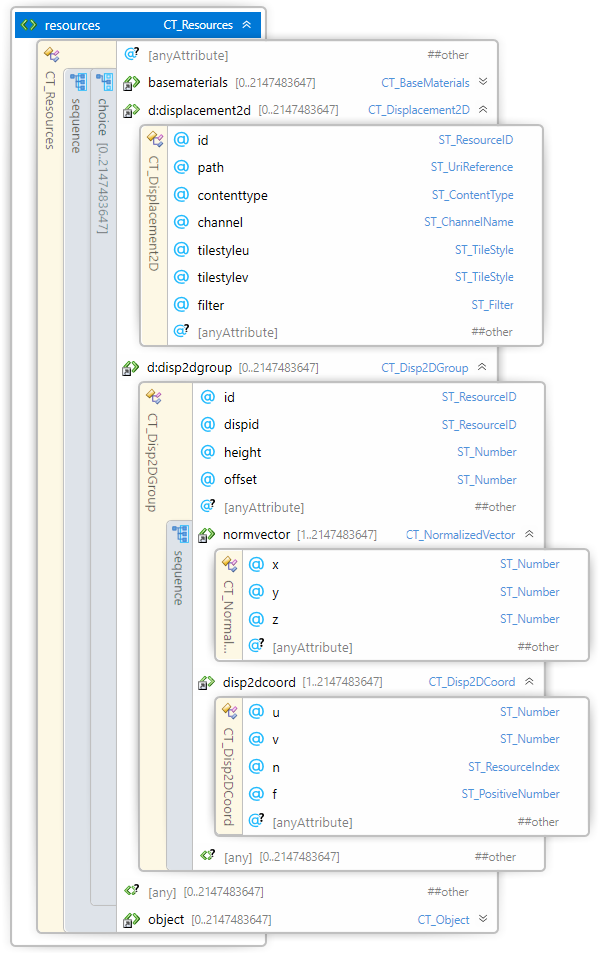 resources CT_Resources
CT_Resources
sequence
choice [0..2147483647]
[anyAttribute] ##other
basematerials [0..2147483647] CT_BaseMaterials
d:displacement2d [0..2147483647] CT_Displacement2D
CT_Displacement2D
@ id ST_ResourceID
@ path ST_UriReference
@ contenttype ST_ContentType
@ channel ST_ChannelName
@ tilestyleu ST_TileStyle
@ tilestylev ST_TileStyle
@ filter ST_Filter
@? [anyAttribute] ##other
d:disp2dgroup [0..2147483647] CT_Disp2DGroup
CT_Disp2DGroup
@ id ST_ResourceID
@ dispid ST_ResourceID
@ height ST_Number
@ offset ST_Number
@? [anyAttribute] ##other
sequence
normvector [1..2147483647] CT_NormalizedVector
CT_Normal...
@ x ST_Number
@ y ST_Number
@ z ST_Number
@? [anyAttribute] ##other
disp2dcoord [1..2147483647] CT_Disp2DCoord
CT_Disp2DCoord
@ u ST_Number
@ v ST_Number
@ n ST_ResourceIndex
@ f ST_PositiveNumber
@? [anyAttribute] ##other
[any] [0..2147483647] ##other
[any] [0..2147483647] ##other
object [0..2147483647] CT_Object